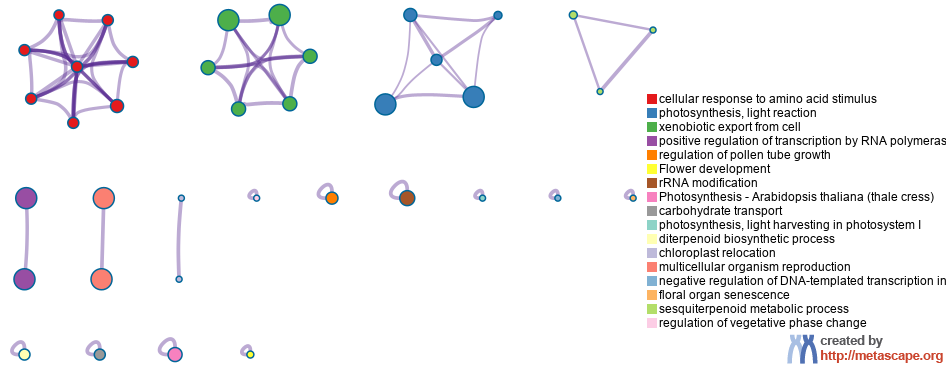 cellular response to amino acid stimulus
photosynthesis, light reaction
xenobiotic export from cell
positive regulation of transcription by RNA polymeras
regulation of pollen tube growth
Flower development
rRNA modification
Photosynthesis - Arabidopsis thaliana (thale cress)
carbohydrate transport
photosynthesis, light harvesting in photosystem I
diterpenoid biosynthetic process
chloroplast relocation
multicellular organism reproduction
negative regulation of DNA-templated transcription in
floral organ senescence
sesquiterpenoid metabolic process
regulation of vegetative phase change
created by
http://metascape.org